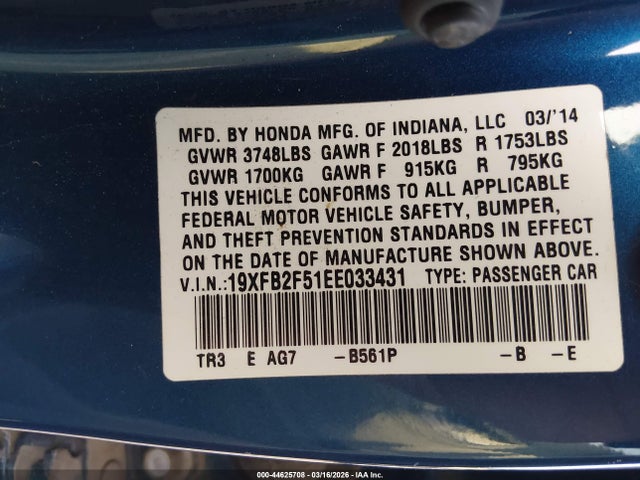 MFD. BY HONDA MFG. OF INDIANA, LLC 03/'14
GVWR 3748LBS GAWR F 2018LBS R 1753LBS
GVWR 1700KG GAWR F 915KG R 795KG
THIS VEHICLE CONFORMS TO ALL APPLICABLE
FEDERAL MOTOR VEHICLE SAFETY, BUMPER,
AND THEFT PREVENTION STANDARDS IN EFFECT
ON THE DATE OF MANUFACTURE SHOWN ABOVE.
V.I.N.:19XFB2F51EE033431 TYPE: PASSENGER CAR
TR3 E AG7 -B561P -B -E
000-44625708 - 03/16/2026 - IAA Inc.